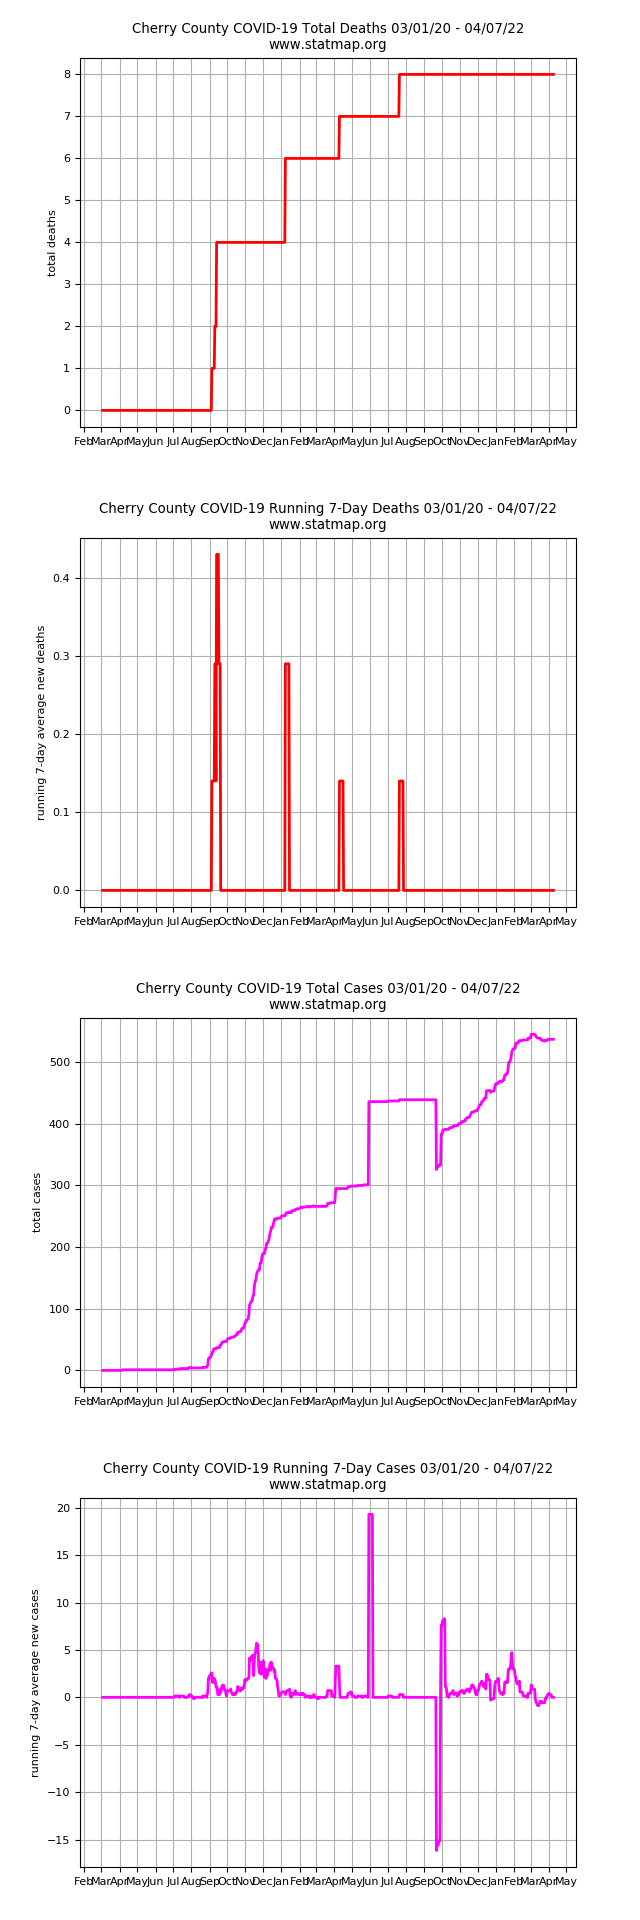 Cherry County COVID-19 Total Deaths 03/01/20 - 04/07/22
www.statmap.org
8
7
6
5
4
3
2
1
0
total deaths
Feb Mar Apr May Jun Jul Aug Sep Oct Nov Dec Jan Feb Mar Apr May Jun Jul Aug Sep Oct Nov Dec Jan Feb Mar Apr May
Cherry County COVID-19 Running 7-Day Deaths 03/01/20 - 04/07/22
www.statmap.org
0.4
0.3
0.2
0.1
0.0
running 7-day average new deaths
Feb Mar Apr May Jun Jul Aug Sep Oct Nov Dec Jan Feb Mar Apr May Jun Jul Aug Sep Oct Nov Dec Jan Feb Mar Apr May
Cherry County COVID-19 Total Cases 03/01/20 - 04/07/22
www.statmap.org
500
400
300
200
100
0
total cases
Feb Mar Apr May Jun Jul Aug Sep Oct Nov Dec Jan Feb Mar Apr May Jun Jul Aug Sep Oct Nov Dec Jan Feb Mar Apr May
Cherry County COVID-19 Running 7-Day Cases 03/01/20 - 04/07/22
www.statmap.org
20
15
10
5
0
−5
−10
−15
running 7-day average new cases
Feb Mar Apr May Jun Jul Aug Sep Oct Nov Dec Jan Feb Mar Apr May Jun Jul Aug Sep Oct Nov Dec Jan Feb Mar Apr May